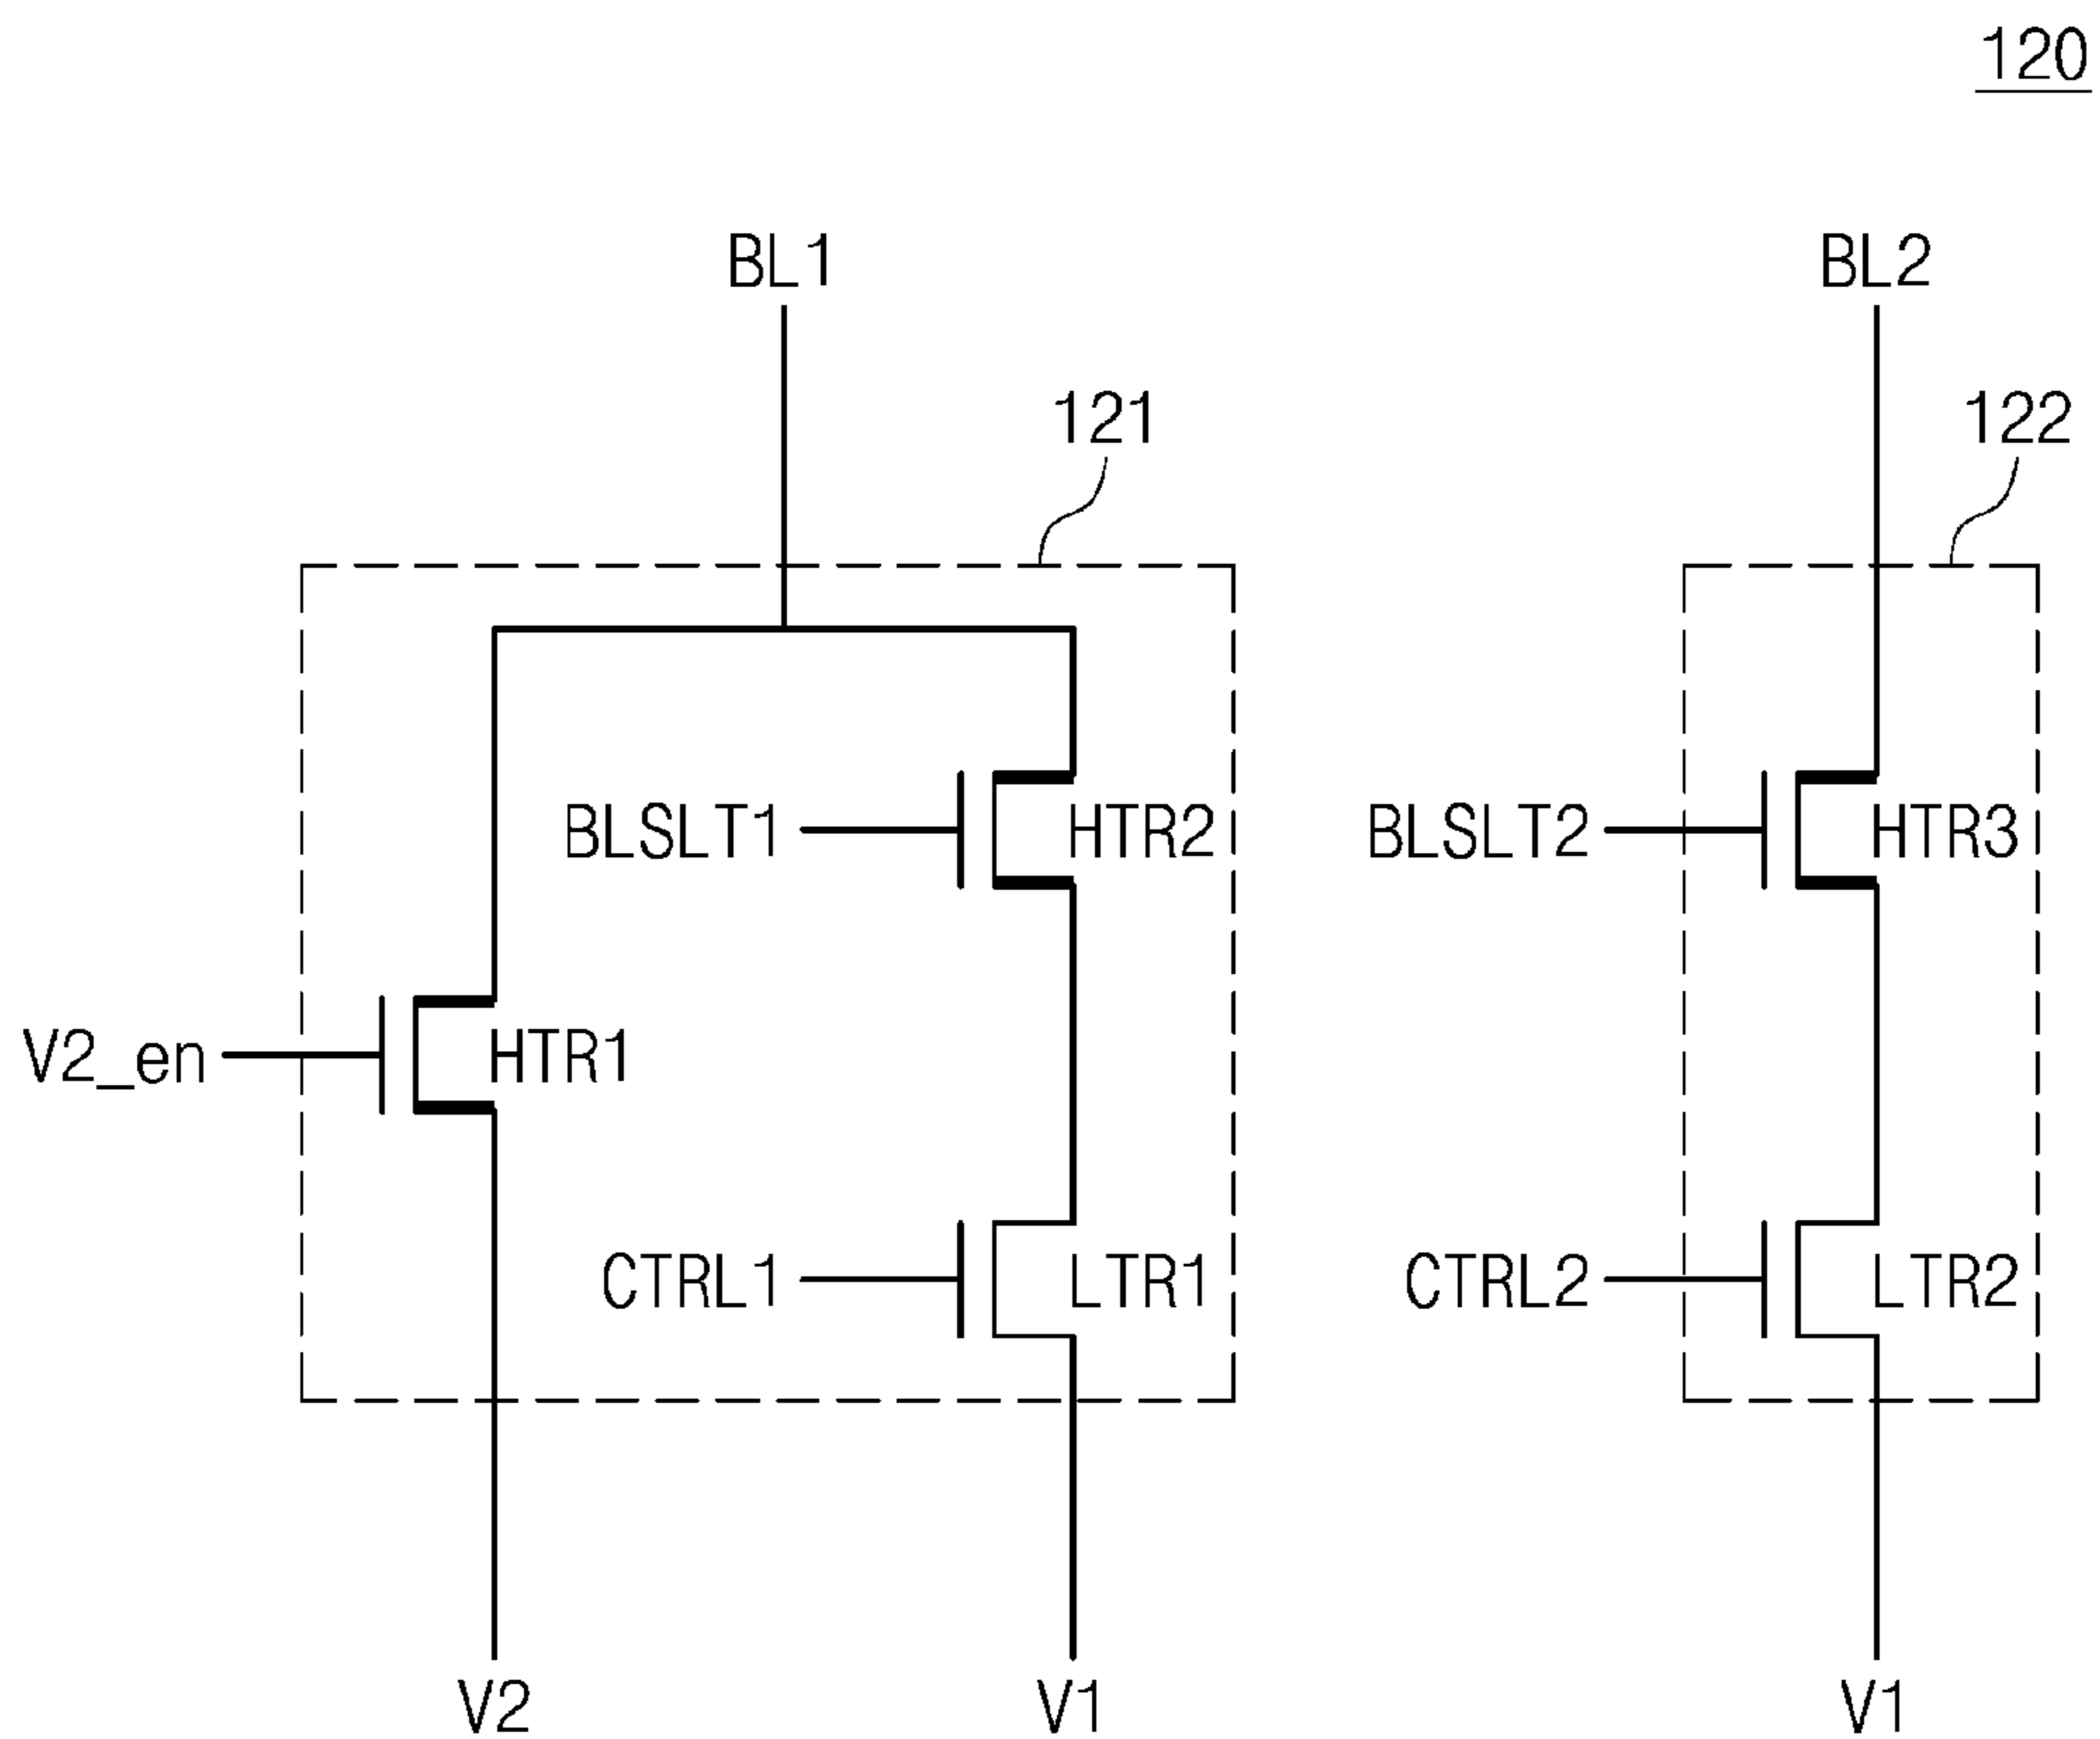 120
BL1
BL2
121
122
BLSLT1
HTR2
BLSLT2
HTR3
V2_en
HTR1
CTRL1
LTR1
CTRL2
LTR2
V2
V1
V1